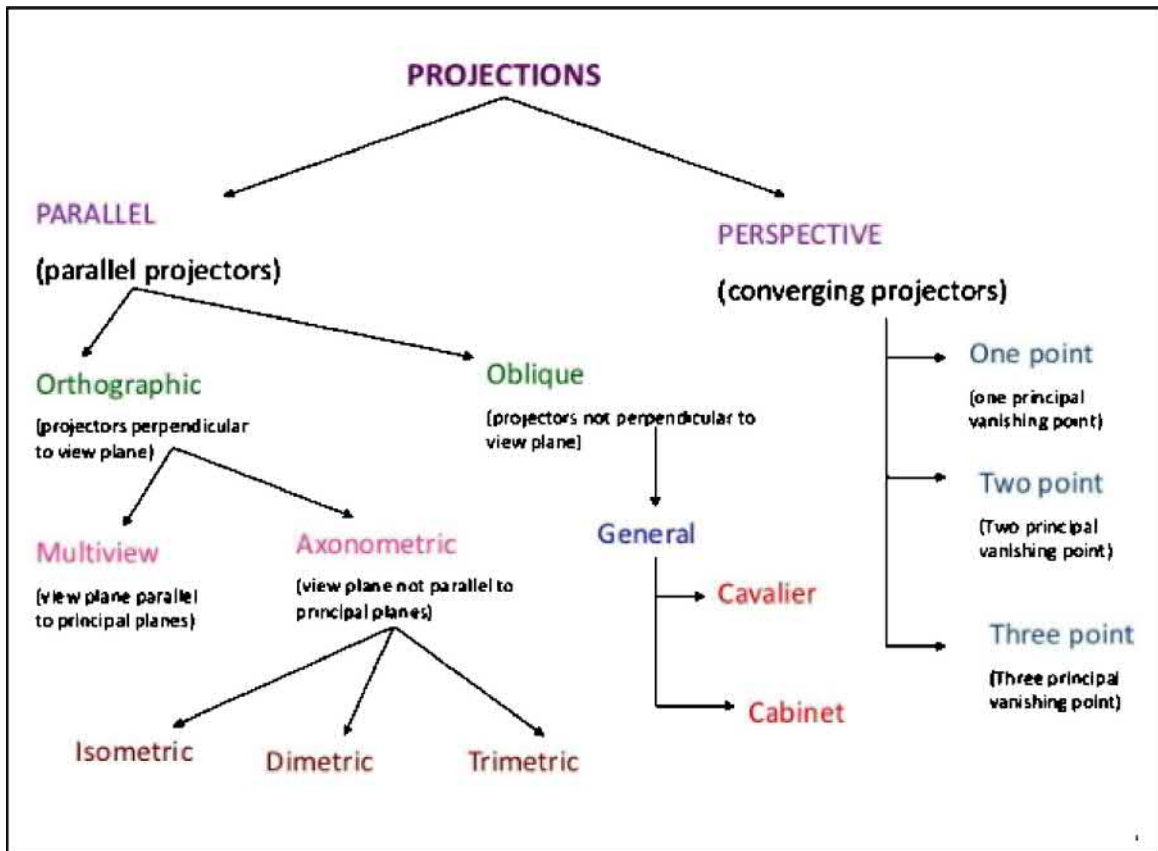 PROJECTIONS
PARALLEL
(parallel projectors)
PERSPECTIVE
(converging projectors)
Orthographic
(projectors perpendicular
to view plane)
Oblique
(projectors not perpendicular to
view plane)
One point
(one principal
vanishing point)
Two point
(Two principal
vanishing point)
Three point
(Three principal
vanishing point)
Multiview
(view plane parallel
to principal planes)
Axonometric
(view plane not parallel to
principal planes)
General
Cavalier
Cabinet
Isometric
Dimetric
Trimetric